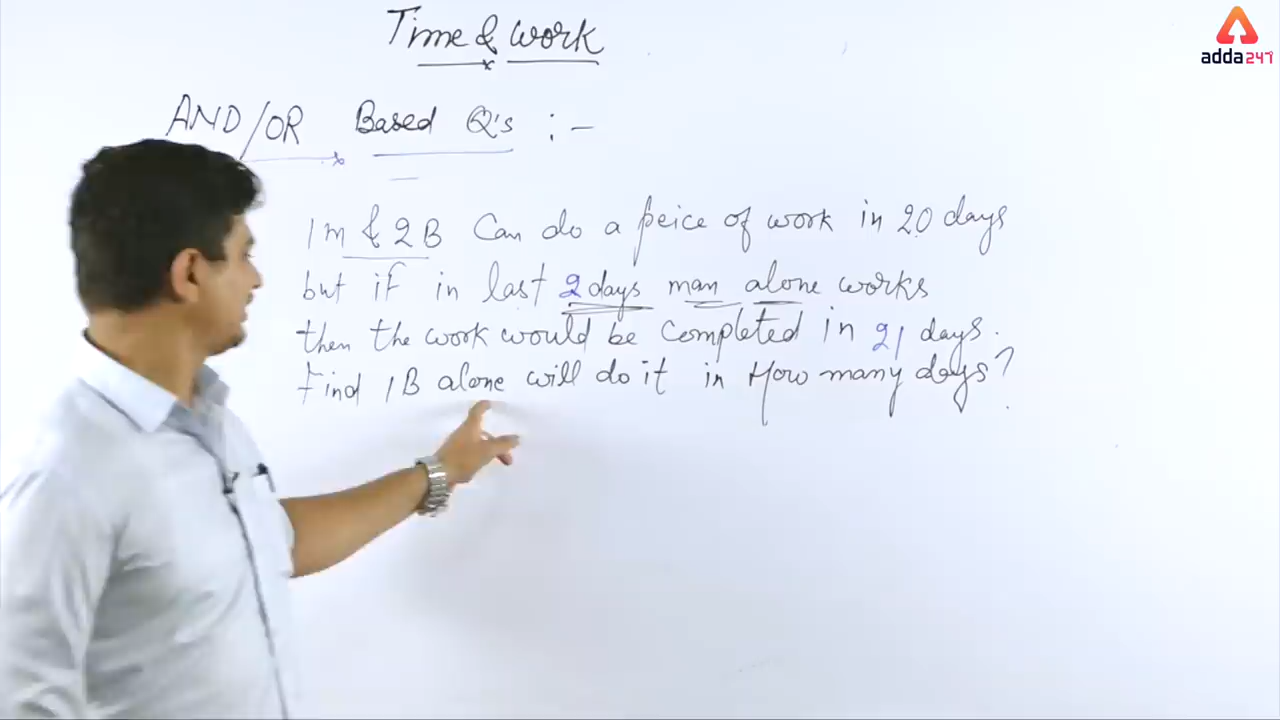 Time & work
adda247
AND/OR Based Q's :-
1m & 2B Can do a peice of work in 20 days
but if in last 2 days man alone works
then the work would be completed in 21 days.
Find 1B alone will do it in How many days?